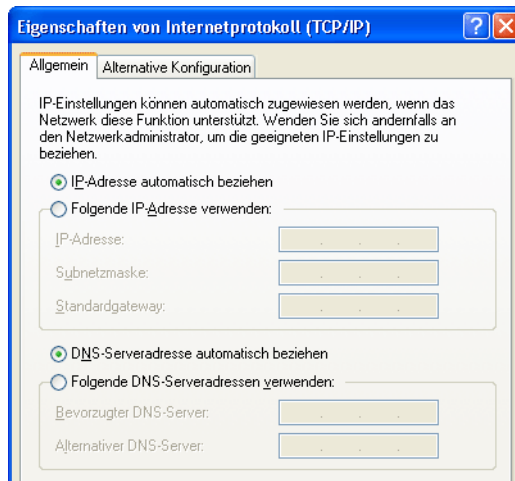 Eigenschaften von Internetprotokoll (TCP/IP)
Allgemein
Alternative Konfiguration
IP-Einstellungen können automatisch zugewiesen werden, wenn das
Netzwerk diese Funktion unterstützt. Wenden Sie sich andernfalls an
den Netzwerkadministrator, um die geeigneten IP-Einstellungen zu
beziehen.
IP-Adresse automatisch beziehen
Folgende IP-Adresse verwenden:
IP-Adresse:
Subnetzmaske:
Standardgateway:
DNS-Serveradresse automatisch beziehen
Folgende DNS-Serveradressen verwenden:
Bevorzugter DNS-Server:
Alternativer DNS-Server: